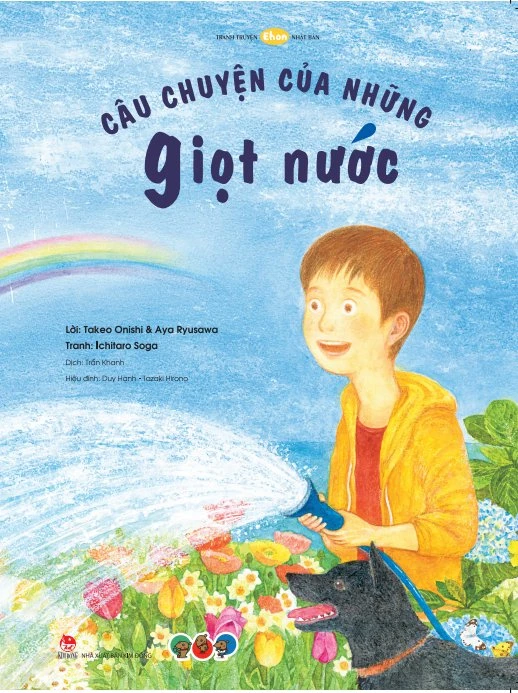 TRANH TRUYỆN Ehon NHẬT BẢN
CÂU CHUYỆN CỦA NHỮNG
giọt nước
Lời: Takeo Onishi & Aya Ryusawa
Tranh: Ichitaro Soga
Dịch: Trần Khanh
Hiệu đính: Duy Hạnh - Tazaki Hirono
NHÀ XUẤT BẢN KIM ĐỒNG